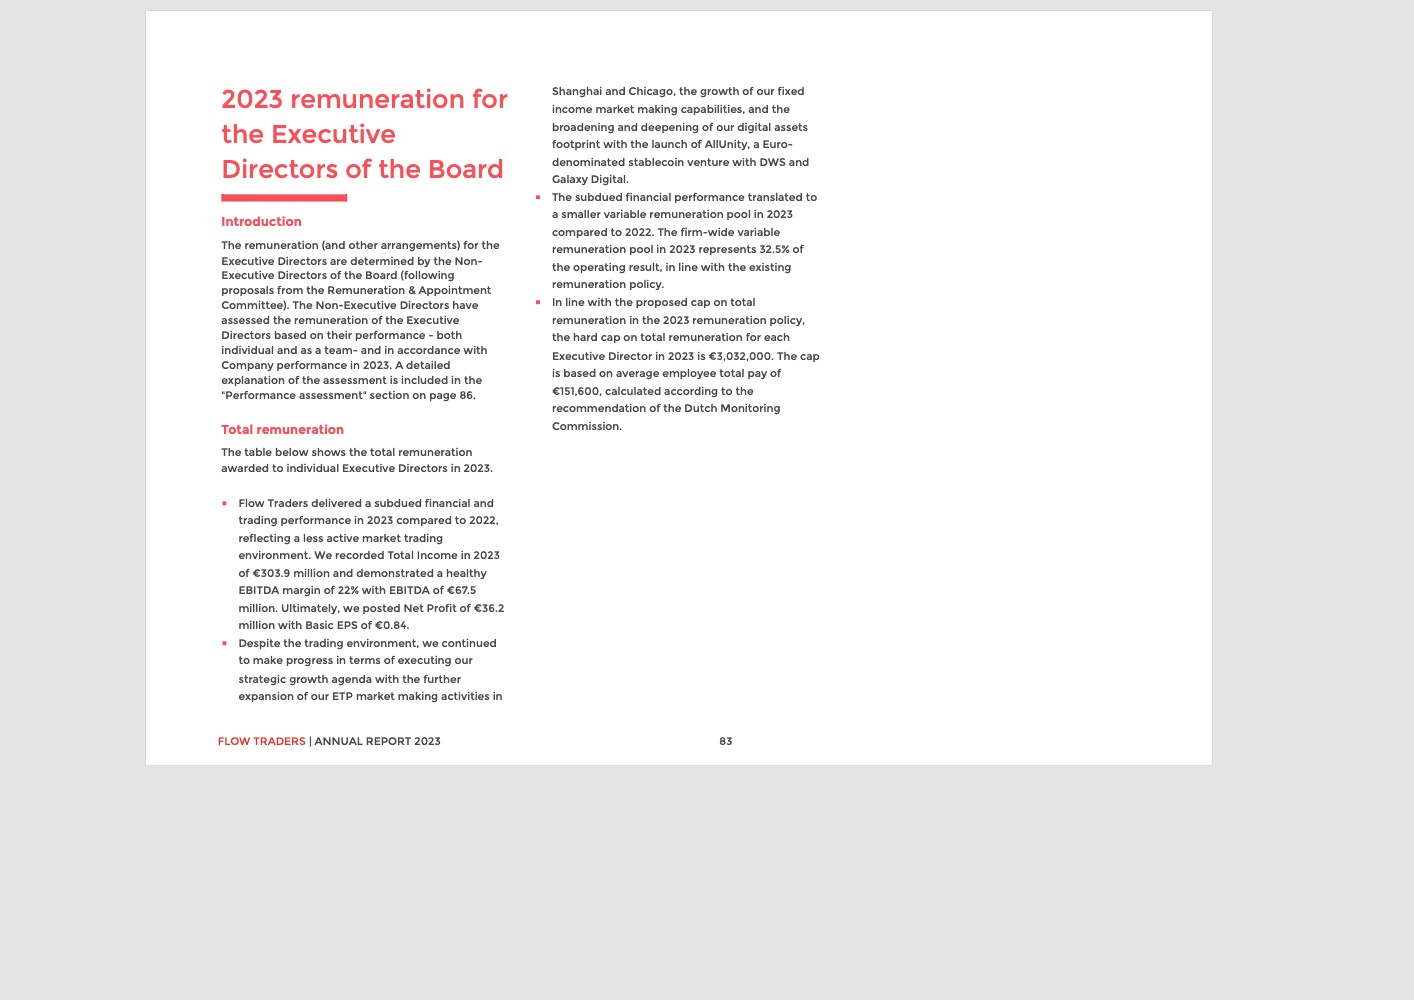 2023 remuneration for
the Executive
Directors of the Board
Introduction
The remuneration (and other arrangements) for the
Executive Directors are determined by the Non-
Executive Directors of the Board (following
proposals from the Remuneration & Appointment
Committee). The Non-Executive Directors have
assessed the remuneration of the Executive
Directors based on their performance - both
individual and as a team- and in accordance with
Company performance in 2023. A detailed
explanation of the assessment is included in the
"Performance assessment" section on page 86.
Total remuneration
The table below shows the total remuneration
awarded to individual Executive Directors in 2023.
▪ Flow Traders delivered a subdued financial and
trading performance in 2023 compared to 2022,
reflecting a less active market trading
environment. We recorded Total Income in 2023
of €303.9 million and demonstrated a healthy
EBITDA margin of 22% with EBITDA of €67.5
million. Ultimately, we posted Net Profit of €36.2
million with Basic EPS of €0.84.
▪ Despite the trading environment, we continued
to make progress in terms of executing our
strategic growth agenda with the further
expansion of our ETP market making activities in
Shanghai and Chicago, the growth of our fixed
income market making capabilities, and the
broadening and deepening of our digital assets
footprint with the launch of AllUnity, a Euro-
denominated stablecoin venture with DWS and
Galaxy Digital.
▪ The subdued financial performance translated to
a smaller variable remuneration pool in 2023
compared to 2022. The firm-wide variable
remuneration pool in 2023 represents 32.5% of
the operating result, in line with the existing
remuneration policy.
▪ In line with the proposed cap on total
remuneration in the 2023 remuneration policy,
the hard cap on total remuneration for each
Executive Director in 2023 is €3,032,000. The cap
is based on average employee total pay of
€151,600, calculated according to the
recommendation of the Dutch Monitoring
Commission.
FLOW TRADERS | ANNUAL REPORT 2023
83